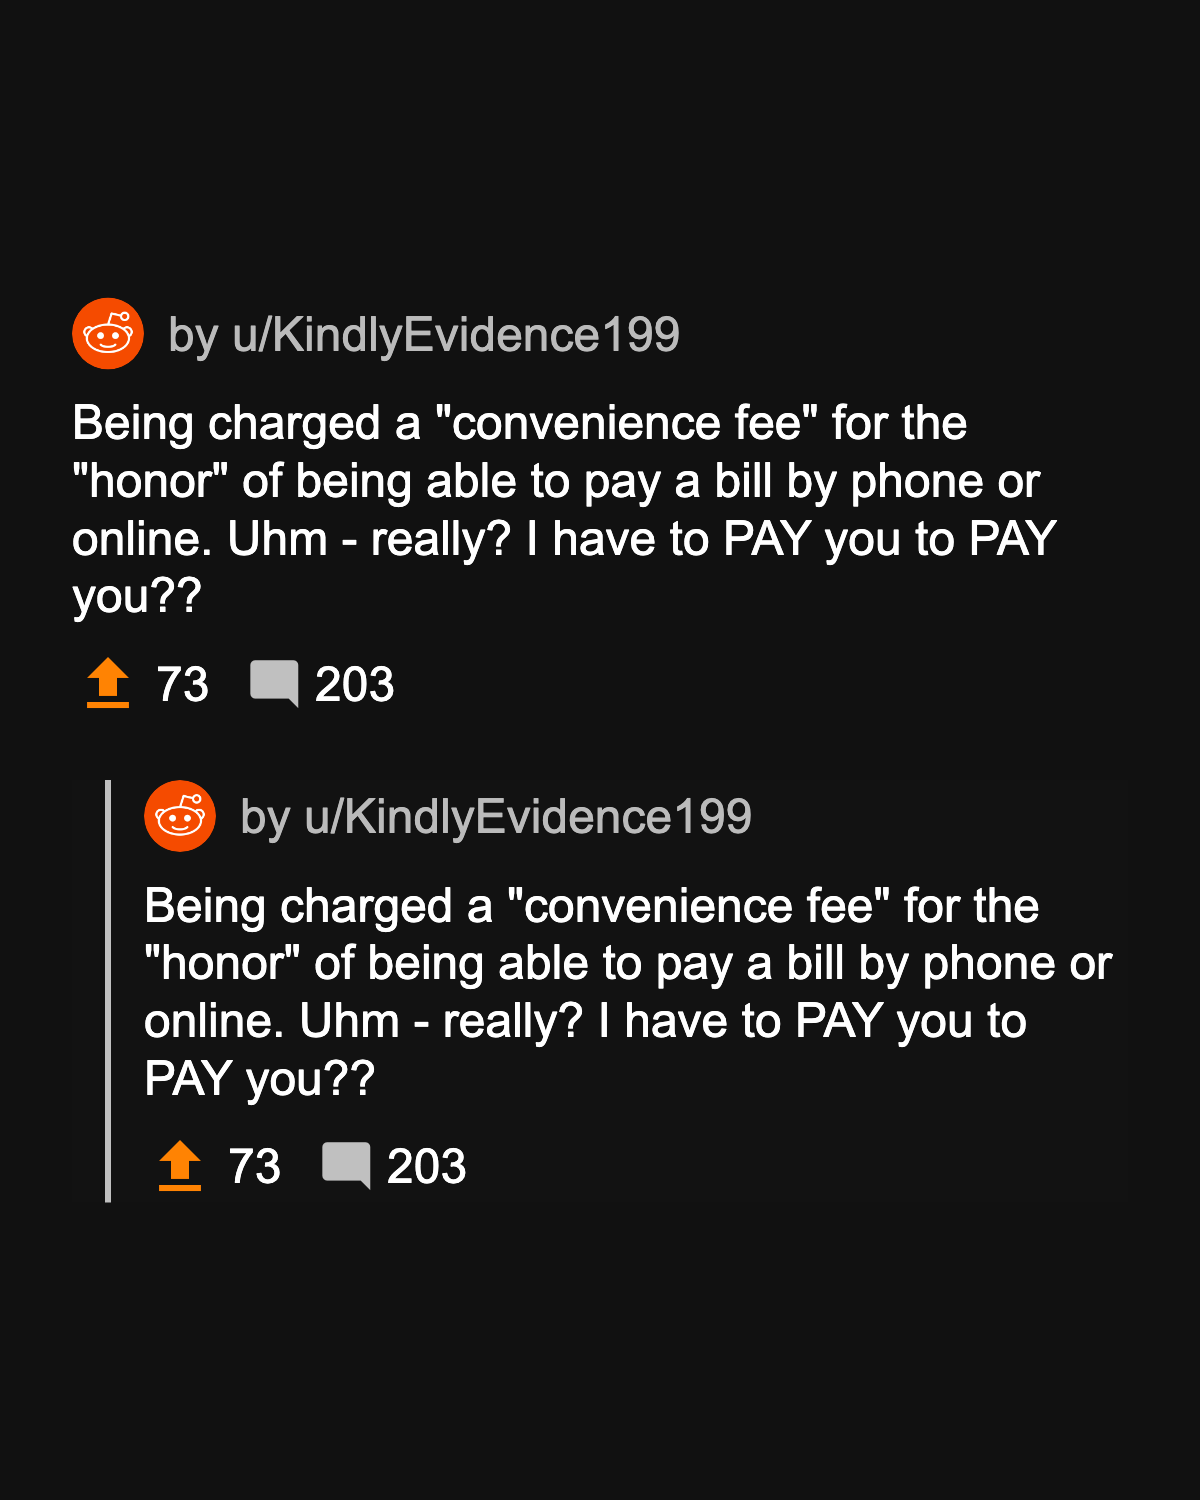 by u/KindlyEvidence199
Being charged a "convenience fee" for the
"honor" of being able to pay a bill by phone or
online. Uhm - really? I have to PAY you to PAY
you??
73 203
by u/KindlyEvidence199
Being charged a "convenience fee" for the
"honor" of being able to pay a bill by phone or
online. Uhm - really? I have to PAY you to
PAY you??
73 203